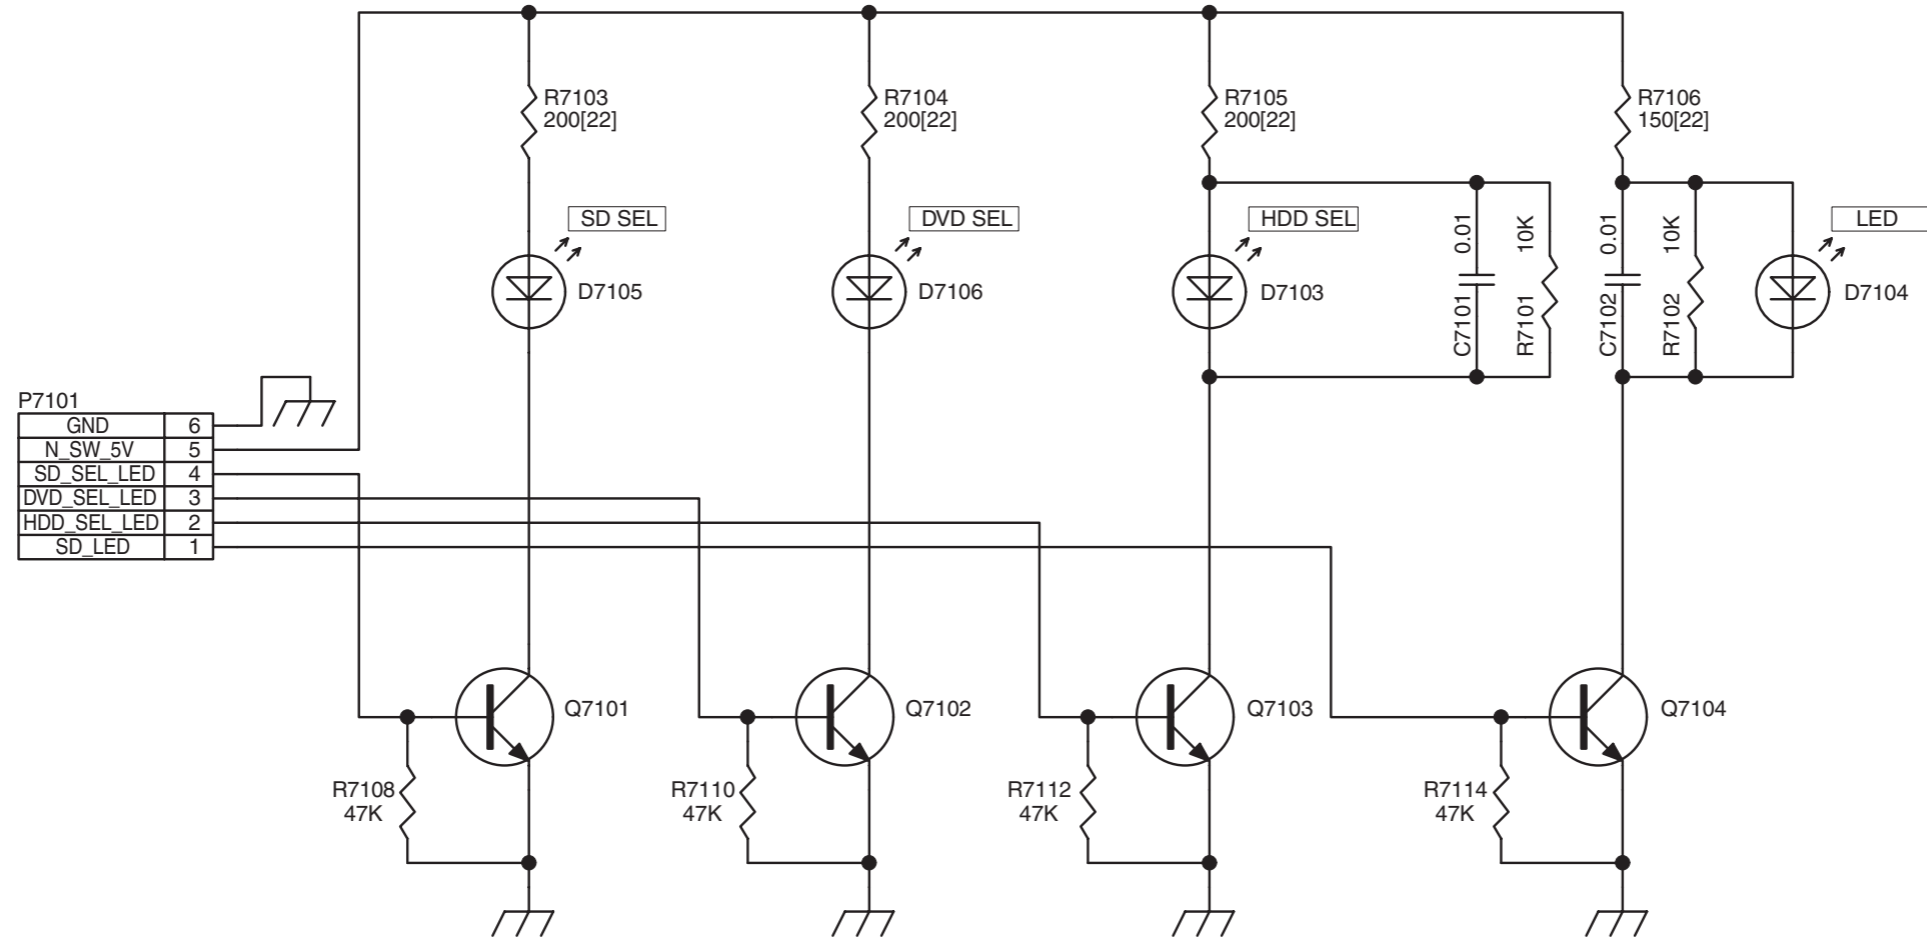 R7103
200[22]
R7104
200[22]
R7105
200[22]
R7106
150[22]
SD SEL
DVD SEL
HDD SEL
LED
0.01
10K
0.01
10K
D7105
D7106
D7103
C7101
R7101
C7102
R7102
D7104
P7101
GND 6
N_SW_5V 5
SD_SEL_LED 4
DVD_SEL_LED 3
HDD_SEL_LED 2
SD_LED 1
Q7101
Q7102
Q7103
Q7104
R7108
47K
R7110
47K
R7112
47K
R7114
47K